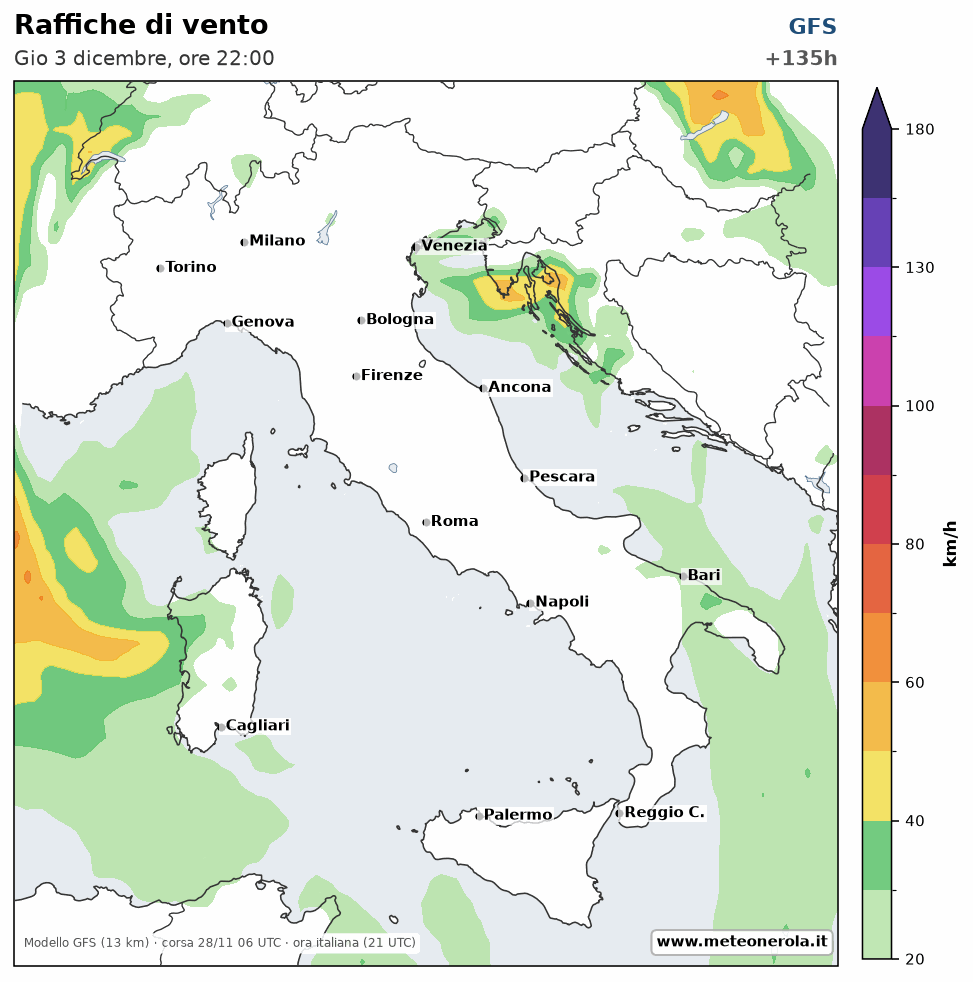 Raffiche di vento
GFS
Gio 3 dicembre, ore 22:00
+135h
180
130
100
80
60
40
20
km/h
Milano
Venezia
Torino
Genova
Bologna
Firenze
Ancona
Pescara
Roma
Bari
Napoli
Cagliari
Palermo
Reggio C.
Modello GFS (13 km) · corsa 28/11 06 UTC · ora italiana (21 UTC)
www.meteonerola.it